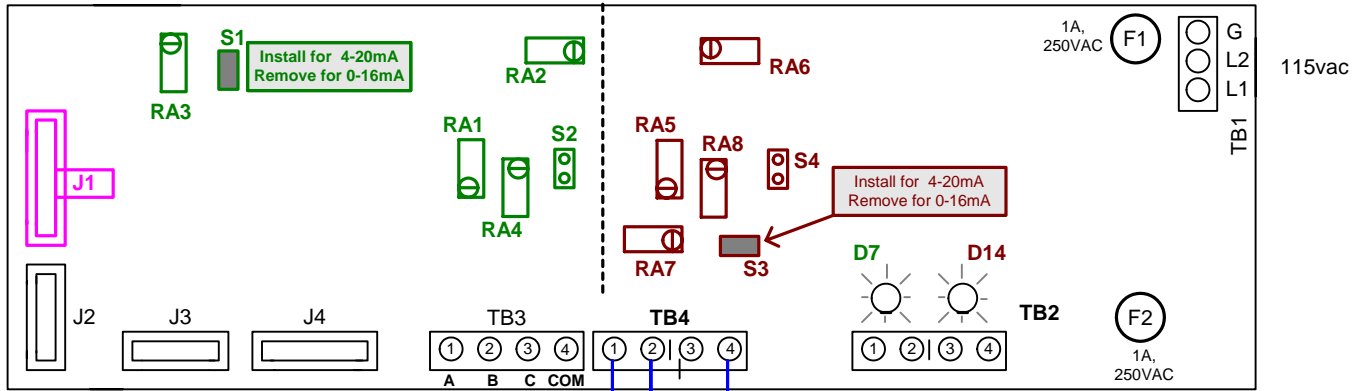 S1
Install for 4-20mA
Remove for 0-16mA
RA3
RA2
RA6
1A,
250VAC
F1
G
L2
L1
TB1
115vac
RA1
S2
RA4
RA5
RA8
S4
Install for 4-20mA
Remove for 0-16mA
RA7
S3
J1
J2
J3
J4
TB3
1 2 3 4
A B C COM
TB4
1 2 3 4
D7
D14
TB2
1 2 3 4
F2
1A,
250VAC